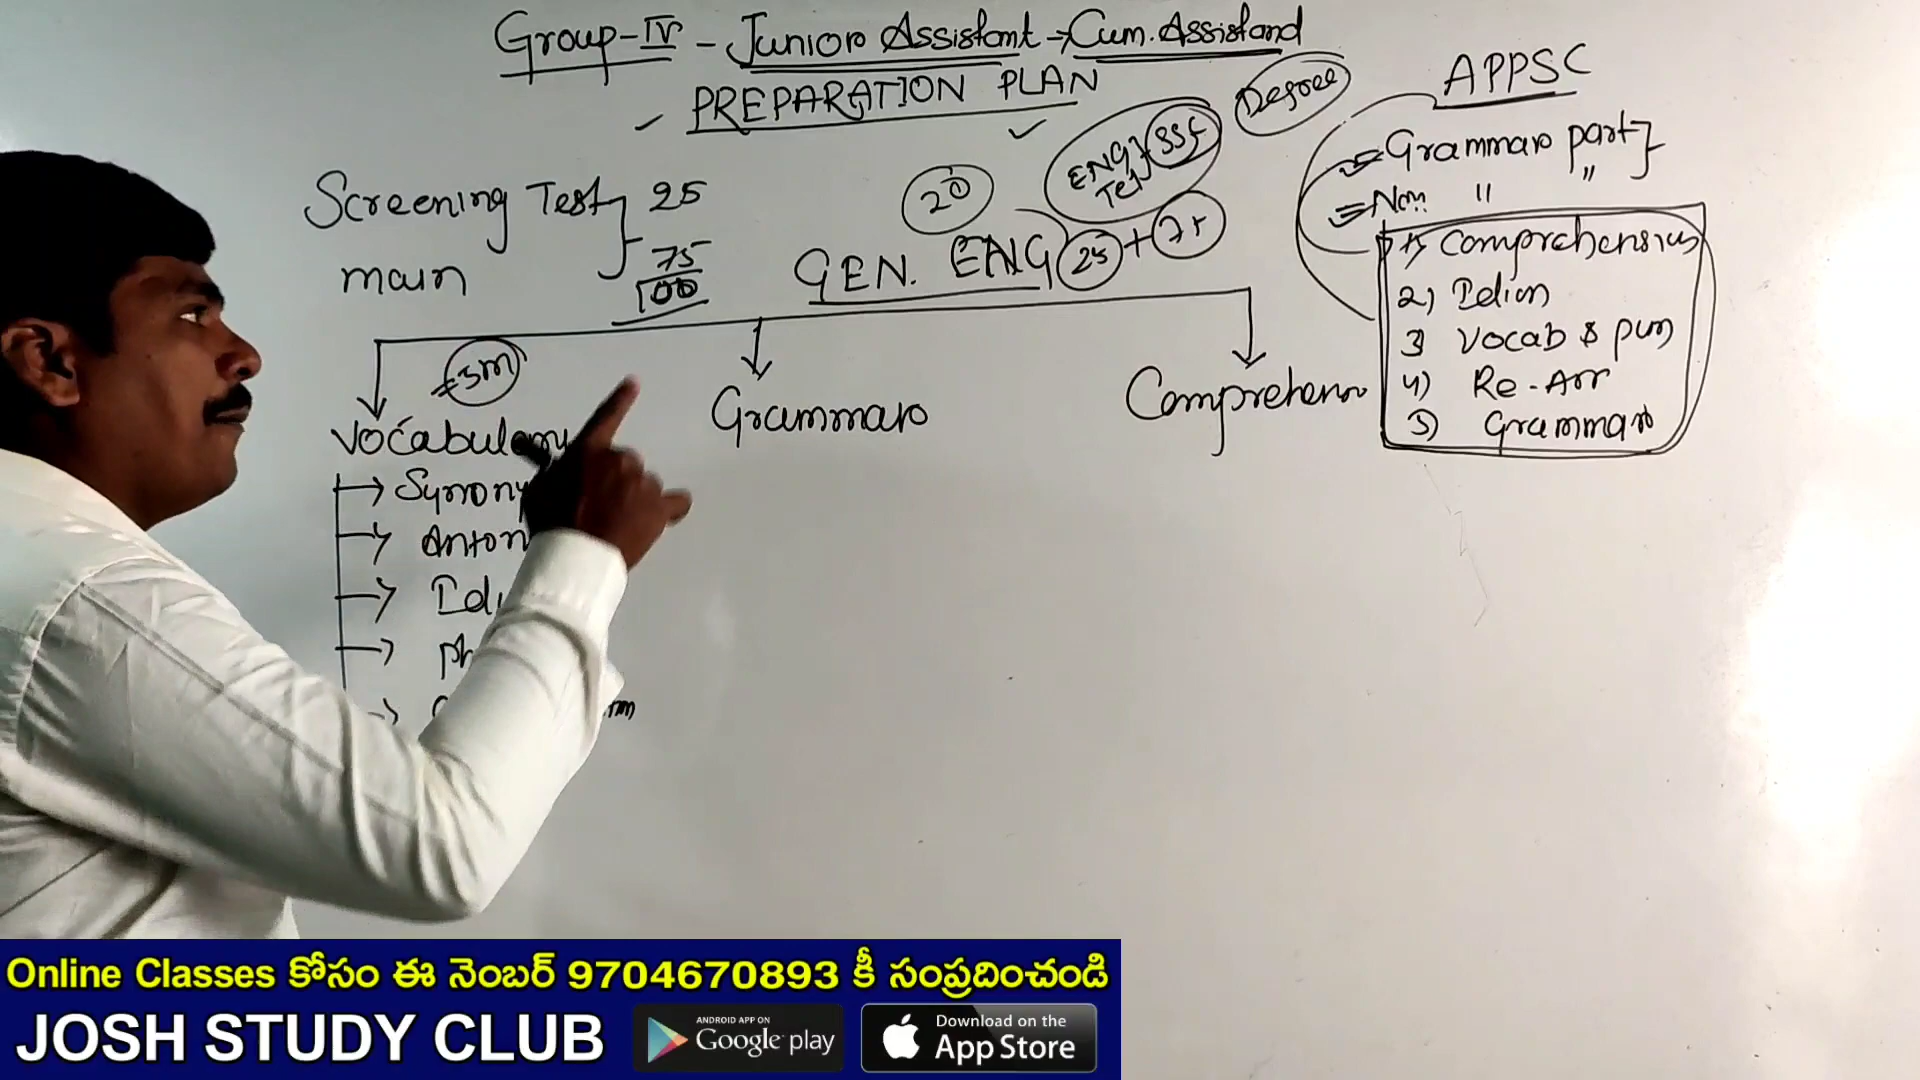 Group-IV - Junior Assistant → Cum. Assistand
PREPARATION PLAN
Degree
APPSC
Grammar part
Non " "
Screening Test 25
main 75
100
20
ENG
Tel
GEN. ENG 25 + 75
1) Comprehension
2) Idiom
3 Vocab & pun
4) Re-Arr
5) Grammar
3m
Vocabulary
Grammar
Comprehension
Synony
Anton
Idi
Ph
Online Classes కోసం ఈ నెంబర్ 9704670893 కీ సంప్రదించండి
JOSH STUDY CLUB
ANDROID APP ON
Google play
Download on the
App Store